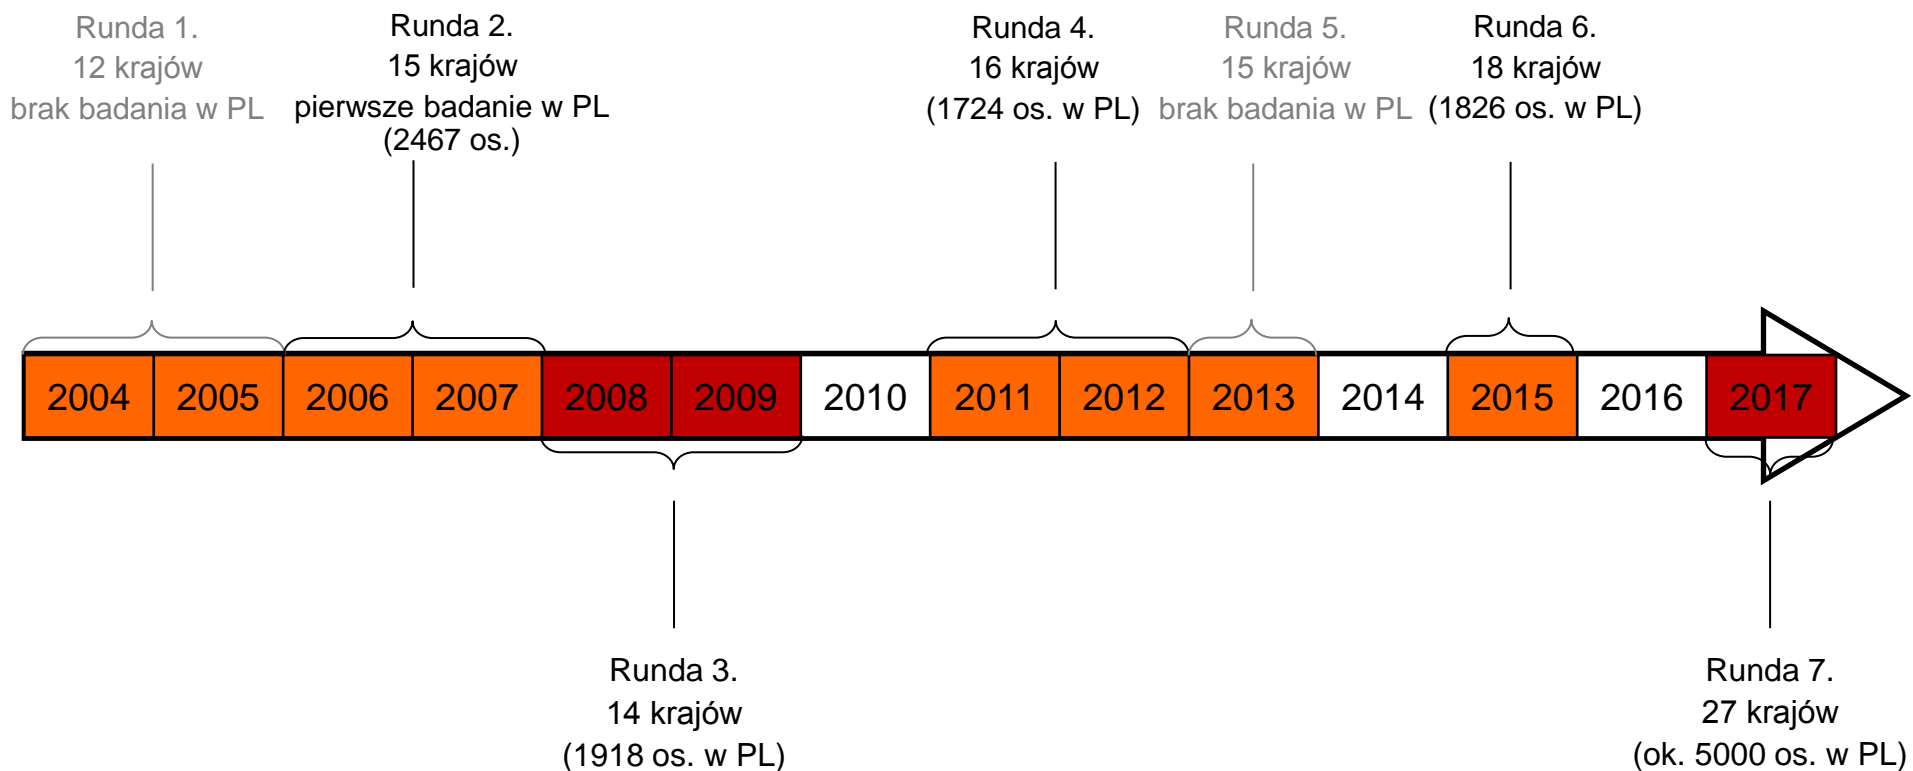 Runda 1.
12 krajów
brak badania w PL
Runda 2.
15 krajów
pierwsze badanie w PL
(2467 os.)
Runda 4.
16 krajów
(1724 os. w PL)
Runda 5.
15 krajów
brak badania w PL
Runda 6.
18 krajów
(1826 os. w PL)
2004 2005 2006 2007 2008 2009 2010 2011 2012 2013 2014 2015 2016 2017
Runda 3.
14 krajów
(1918 os. w PL)
Runda 7.
27 krajów
(ok. 5000 os. w PL)